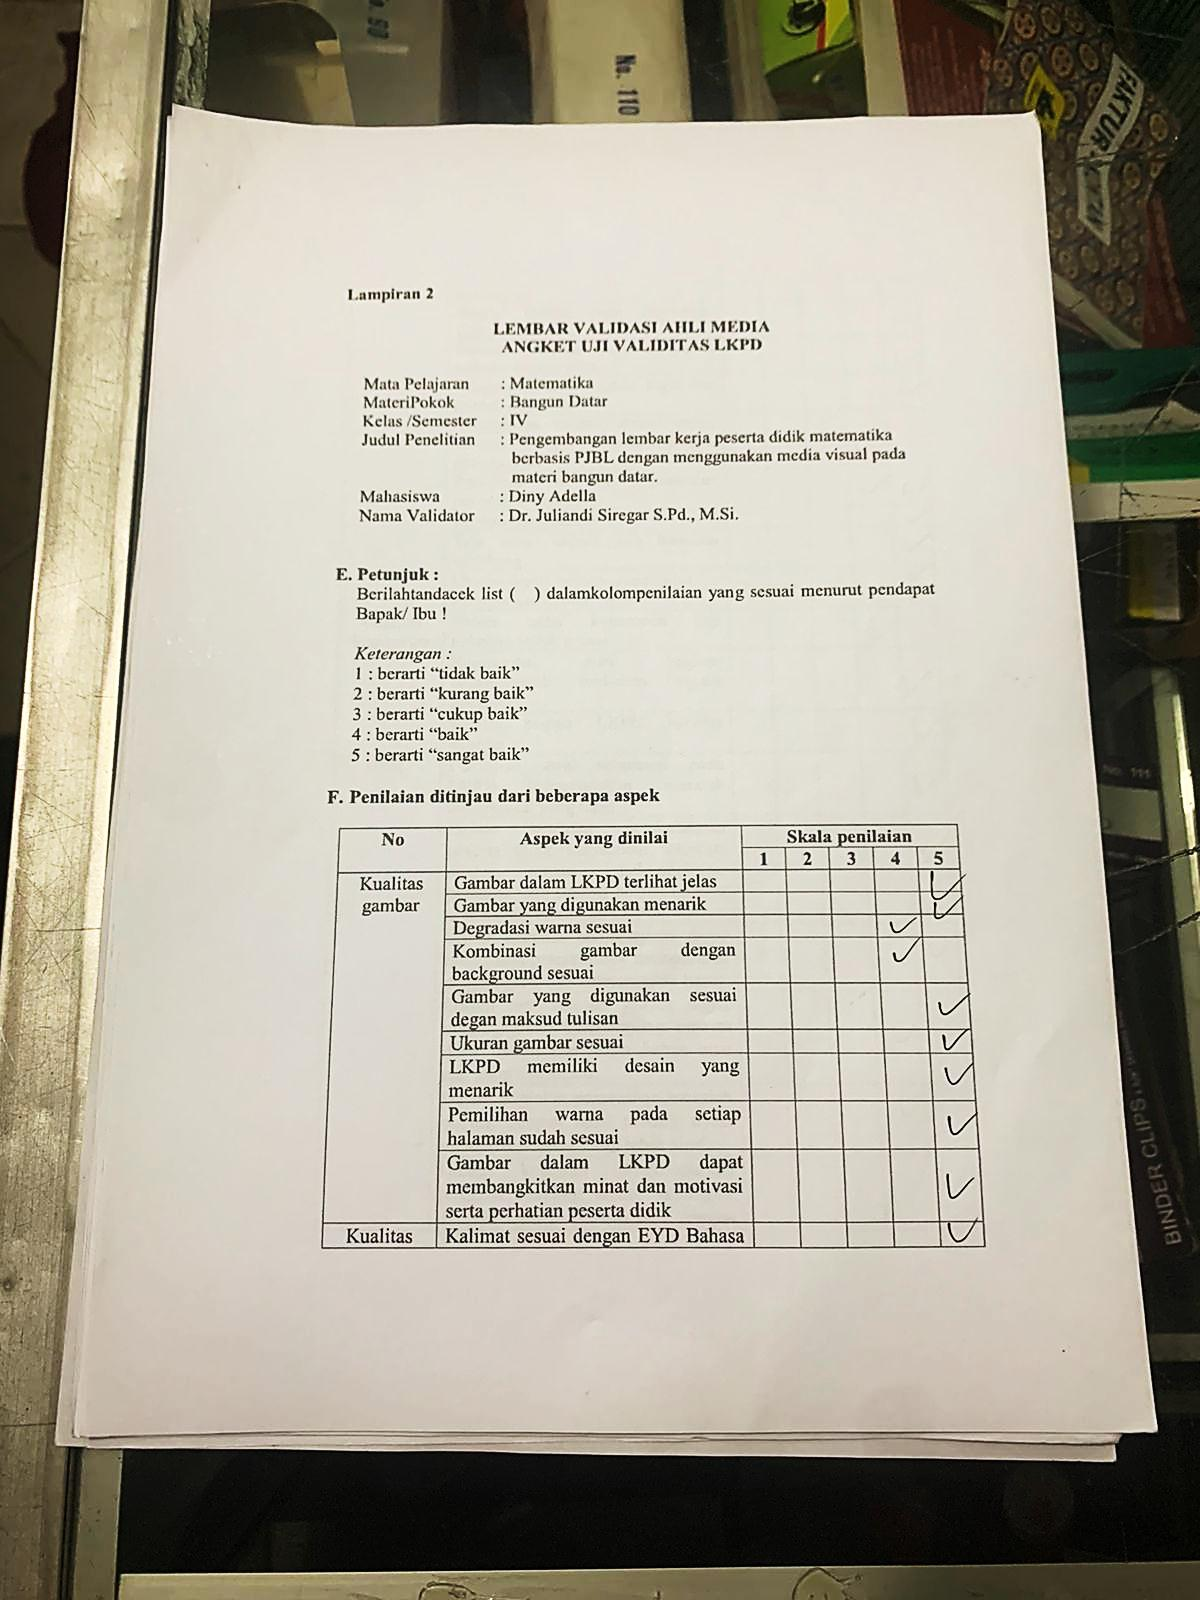 No. 110
FAKTUR
Lampiran 2
LEMBAR VALIDASI AHLI MEDIA
ANGKET UJI VALIDITAS LKPD
Mata Pelajaran : Matematika
MateriPokok : Bangun Datar
Kelas /Semester : IV
Judul Penelitian : Pengembangan lembar kerja peserta didik matematika
berbasis PJBL dengan menggunakan media visual pada
materi bangun datar.
Mahasiswa : Diny Adella
Nama Validator : Dr. Juliandi Siregar S.Pd., M.Si.
E. Petunjuk :
Berilahtandacek list ( ) dalamkolompenilaian yang sesuai menurut pendapat
Bapak/ Ibu !
Keterangan :
1 : berarti “tidak baik”
2 : berarti “kurang baik”
3 : berarti “cukup baik”
4 : berarti “baik”
5 : berarti “sangat baik”
F. Penilaian ditinjau dari beberapa aspek
No Aspek yang dinilai Skala penilaian
1 2 3 4 5
Kualitas Gambar dalam LKPD terlihat jelas ✓
gambar Gambar yang digunakan menarik ✓
Degradasi warna sesuai ✓
Kombinasi gambar dengan ✓
background sesuai
Gambar yang digunakan sesuai ✓
degan maksud tulisan
Ukuran gambar sesuai ✓
LKPD memiliki desain yang ✓
menarik
Pemilihan warna pada setiap ✓
halaman sudah sesuai
Gambar dalam LKPD dapat
membangkitkan minat dan motivasi ✓
serta perhatian peserta didik
Kualitas Kalimat sesuai dengan EYD Bahasa ✓
No. 111
BINDER CLIPS